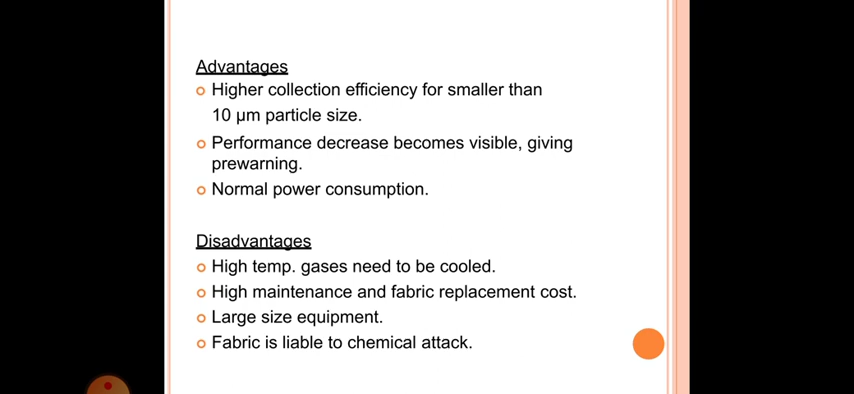 Advantages
Higher collection efficiency for smaller than
10 μm particle size.
Performance decrease becomes visible, giving
prewarning.
Normal power consumption.
Disadvantages
High temp. gases need to be cooled.
High maintenance and fabric replacement cost.
Large size equipment.
Fabric is liable to chemical attack.